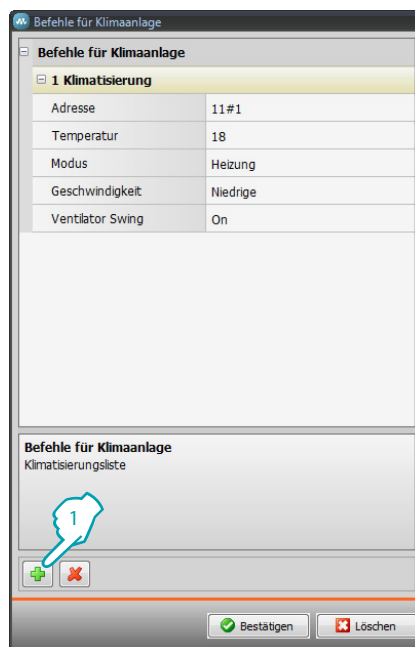 Befehle für Klimaanlage
Befehle für Klimaanlage
1 Klimatisierung
Adresse 11#1
Temperatur 18
Modus Heizung
Geschwindigkeit Niedrige
Ventilator Swing On
Befehle für Klimaanlage
Klimatisierungsliste
1
Bestätigen Löschen